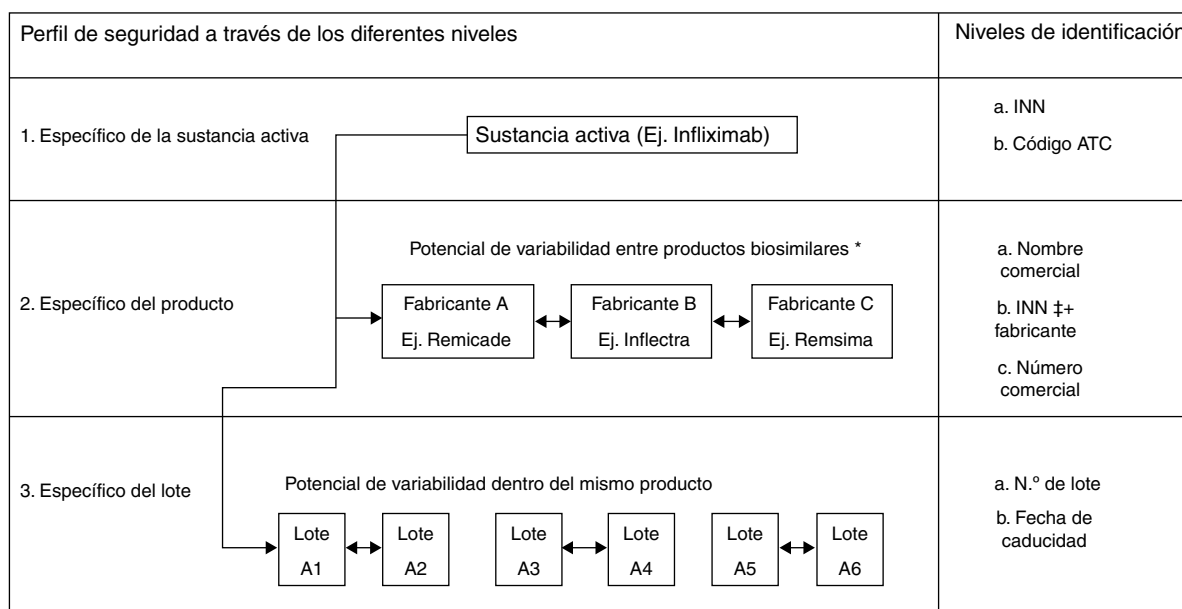 Perfil de seguridad a través de los diferentes niveles
Niveles de identificación
1. Específico de la sustancia activa
Sustancia activa (Ej. Infliximab)
a. INN
b. Código ATC
2. Específico del producto
Potencial de variabilidad entre productos biosimilares *
Fabricante A
Ej. Remicade
Fabricante B
Ej. Inflectra
Fabricante C
Ej. Remsima
a. Nombre
comercial
b. INN ‡+
fabricante
c. Número
comercial
3. Específico del lote
Potencial de variabilidad dentro del mismo producto
Lote
A1
Lote
A2
Lote
A3
Lote
A4
Lote
A5
Lote
A6
a. N.º de lote
b. Fecha de
caducidad